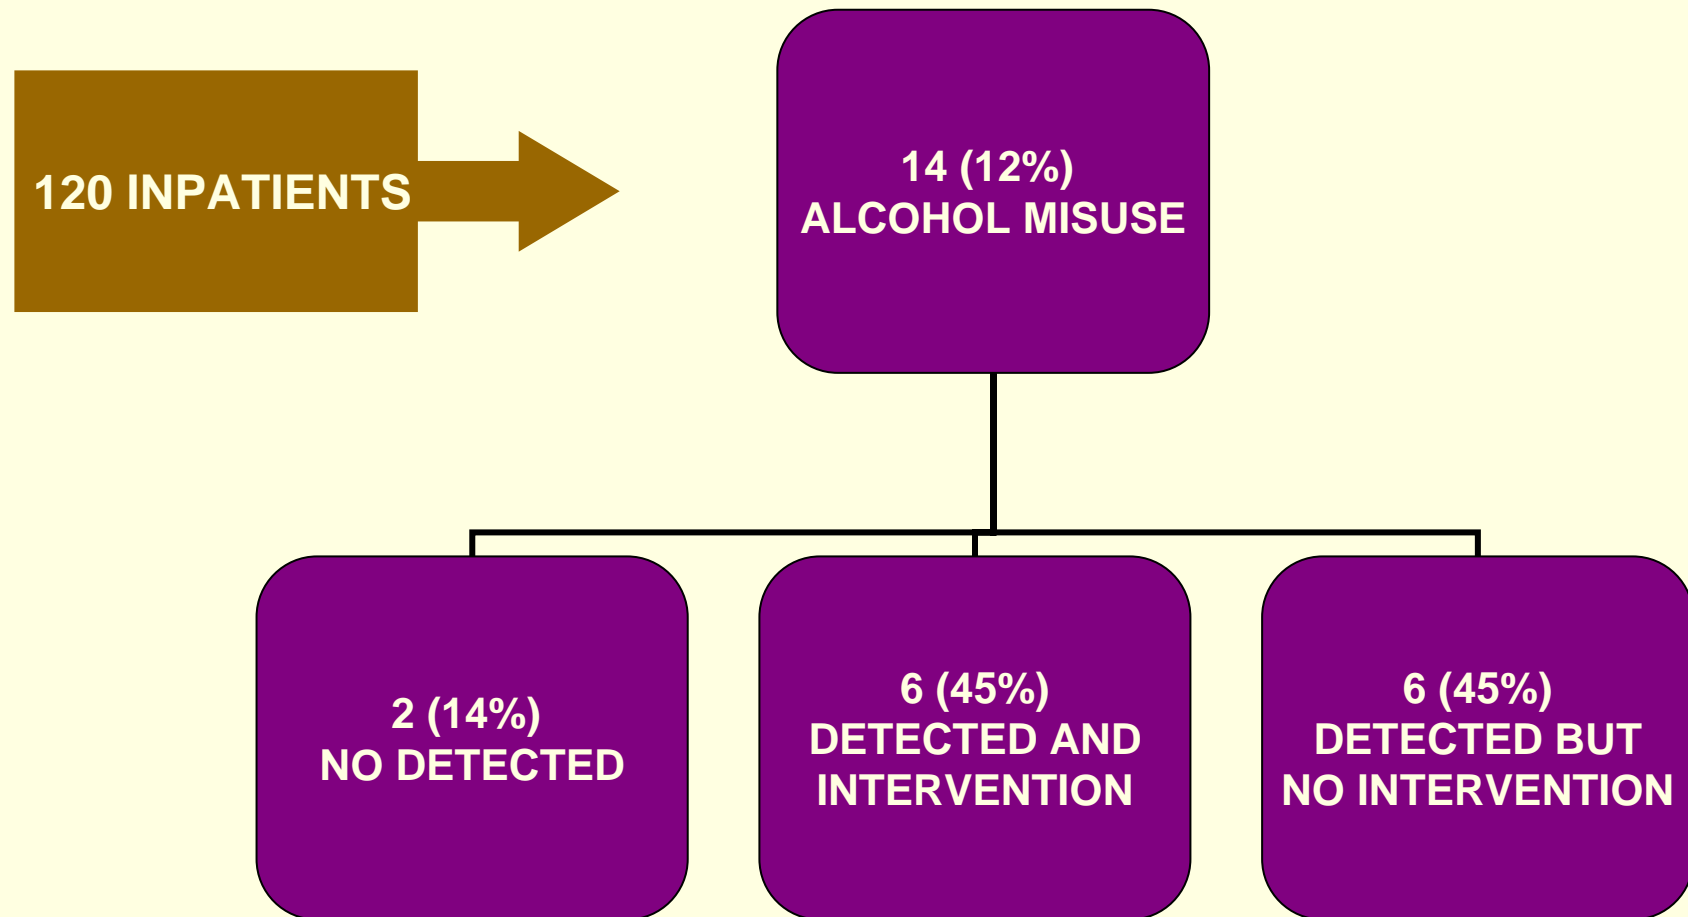 120 INPATIENTS
14 (12%)
ALCOHOL MISUSE
2 (14%)
NO DETECTED
6 (45%)
DETECTED AND
INTERVENTION
6 (45%)
DETECTED BUT
NO INTERVENTION